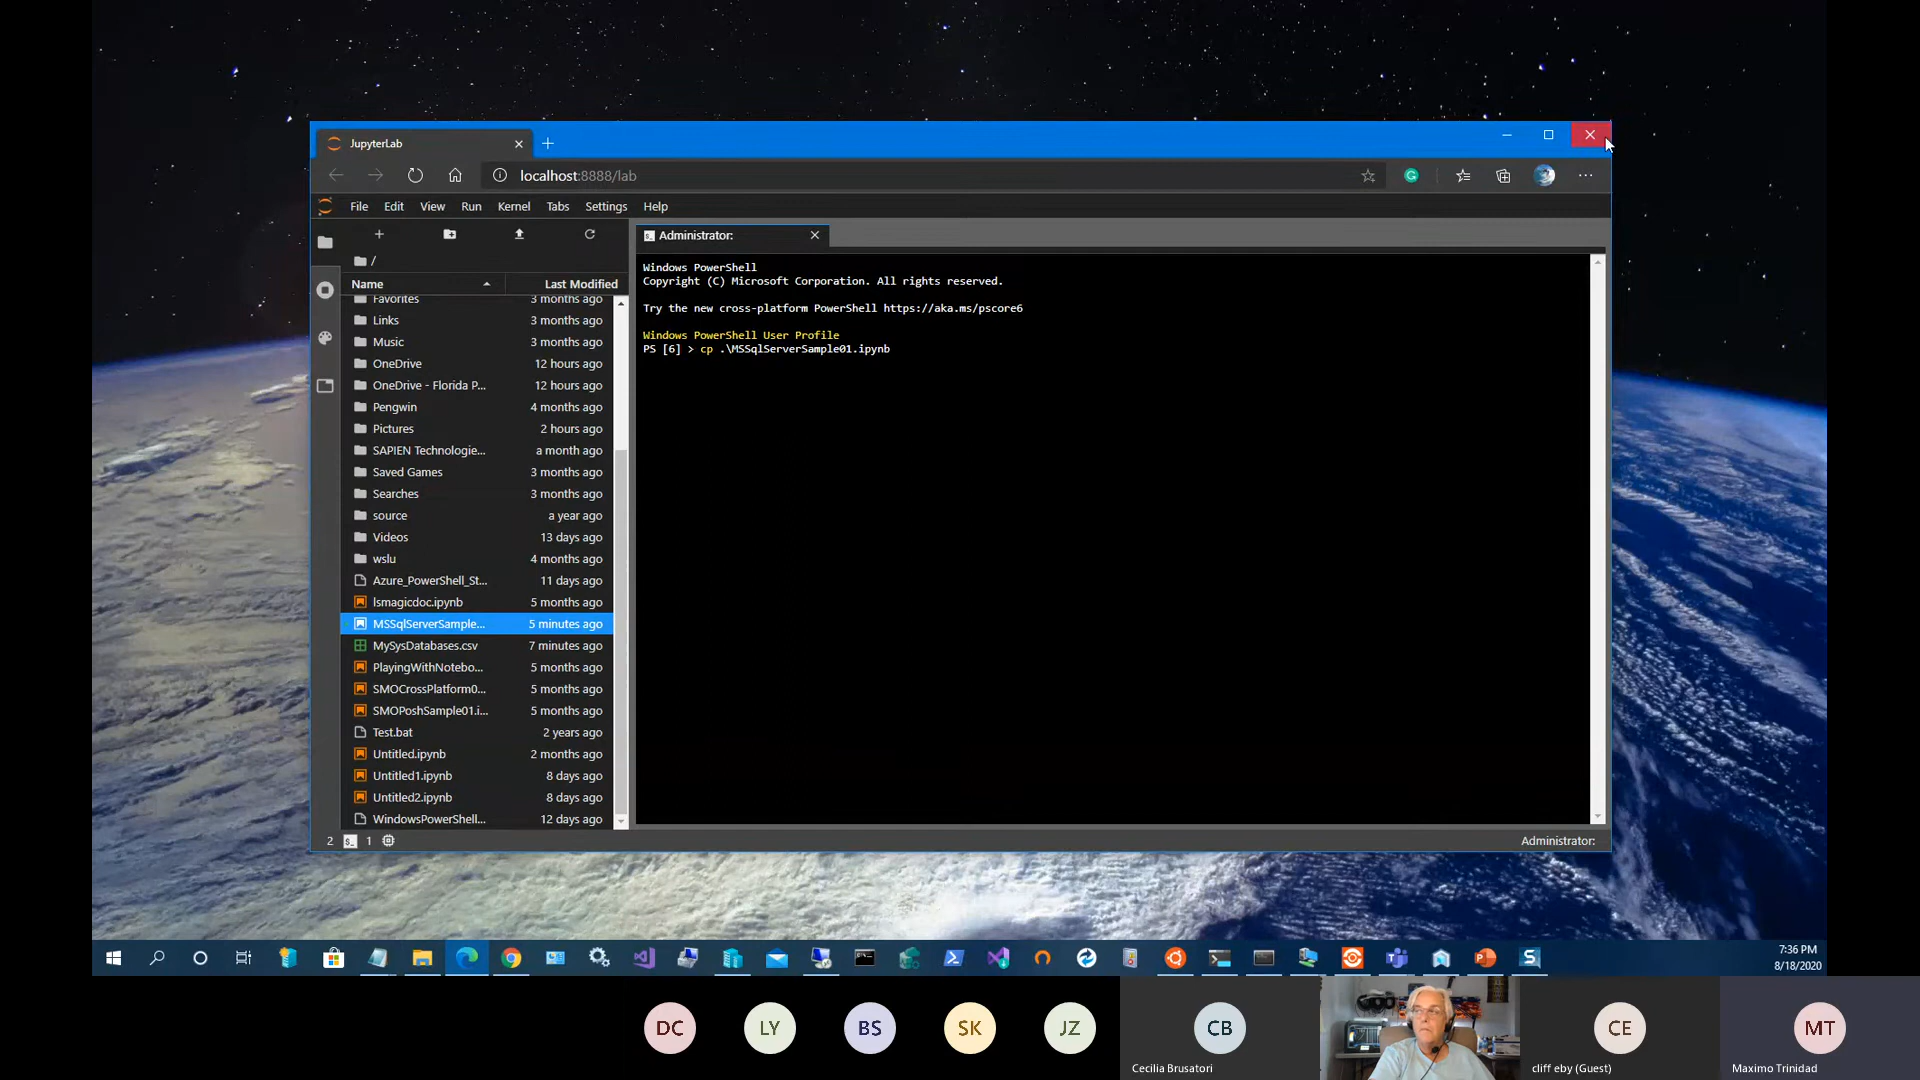 JupyterLab
localhost:8888/lab
File Edit View Run Kernel Tabs Settings Help
Administrator:
/
Name Last Modified
Favorites 3 months ago
Links 3 months ago
Music 3 months ago
OneDrive 12 hours ago
OneDrive - Florida P... 12 hours ago
Pengwin 4 months ago
Pictures 2 hours ago
SAPIEN Technologie... a month ago
Saved Games 3 months ago
Searches 3 months ago
source a year ago
Videos 13 days ago
wslu 4 months ago
Azure_PowerShell_St... 11 days ago
lsmagicdoc.ipynb 5 months ago
MSSqlServerSample... 5 minutes ago
MySysDatabases.csv 7 minutes ago
PlayingWithNotebo... 5 months ago
SMOCrossPlatform0... 5 months ago
SMOPoshSample01.i... 5 months ago
Test.bat 2 years ago
Untitled.ipynb 2 months ago
Untitled1.ipynb 8 days ago
Untitled2.ipynb 8 days ago
WindowsPowerShell... 12 days ago
Windows PowerShell
Copyright (C) Microsoft Corporation. All rights reserved.
Try the new cross-platform PowerShell https://aka.ms/pscore6
Windows PowerShell User Profile
PS [6] > cp .\MSSqlServerSample01.ipynb
2 1
Administrator:
7:36 PM
8/18/2020
DC LY BS SK JZ CB CE MT
Cecilia Brusatori
cliff eby (Guest)
Maximo Trinidad